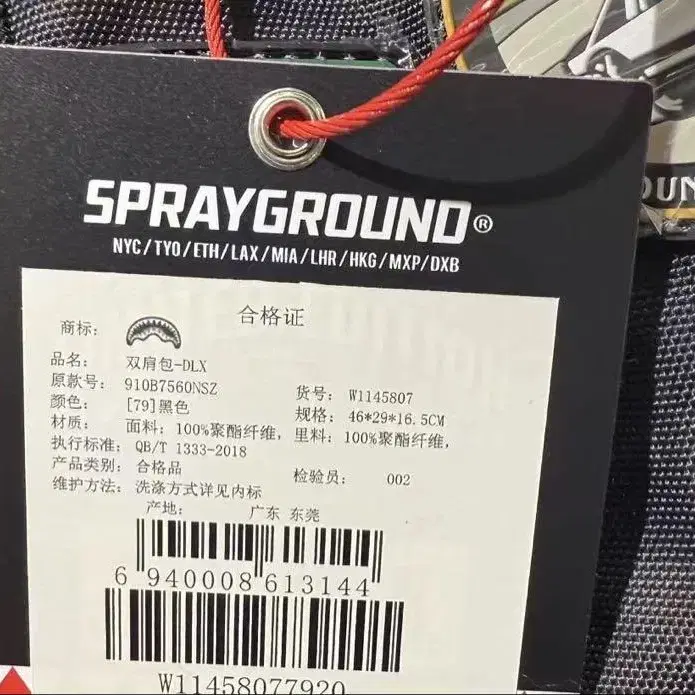 SPRAYGROUND®
NYC/TYO/ETH/LAX/MIA/LHR/HKG/MXP/DXB
合格证
商标:
品名: 双肩包-DLX
原款号: 910B7560NSZ 货号: W1145807
颜色: [79]黑色 规格: 46*29*16.5CM
材质: 面料: 100%聚酯纤维, 里料: 100%聚酯纤维,
执行标准: QB/T 1333-2018
产品类别: 合格品 检验员: 002
维护方法: 洗涤方式详见内标
产地: 广东 东莞
6 940008 613144
W11458077920